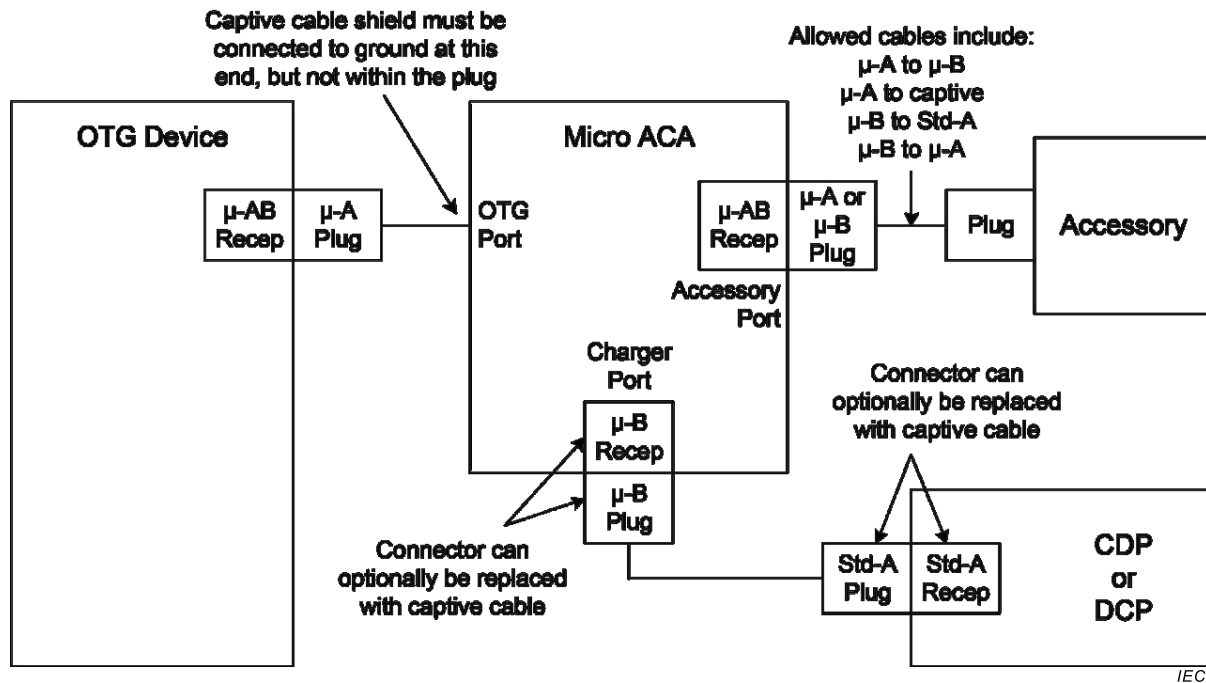 Captive cable shield must be
connected to ground at this
end, but not within the plug
Allowed cables include:
μ-A to μ-B
μ-A to captive
μ-B to Std-A
μ-B to μ-A
OTG Device
Micro ACA
μ-AB
Recep
μ-A
Plug
OTG
Port
μ-AB
Recep
μ-A or
μ-B
Plug
Plug
Accessory
Accessory
Port
Charger
Port
μ-B
Recep
μ-B
Plug
Connector can
optionally be replaced
with captive cable
Connector can
optionally be replaced
with captive cable
Std-A
Plug
Std-A
Recep
CDP
or
DCP
IEC